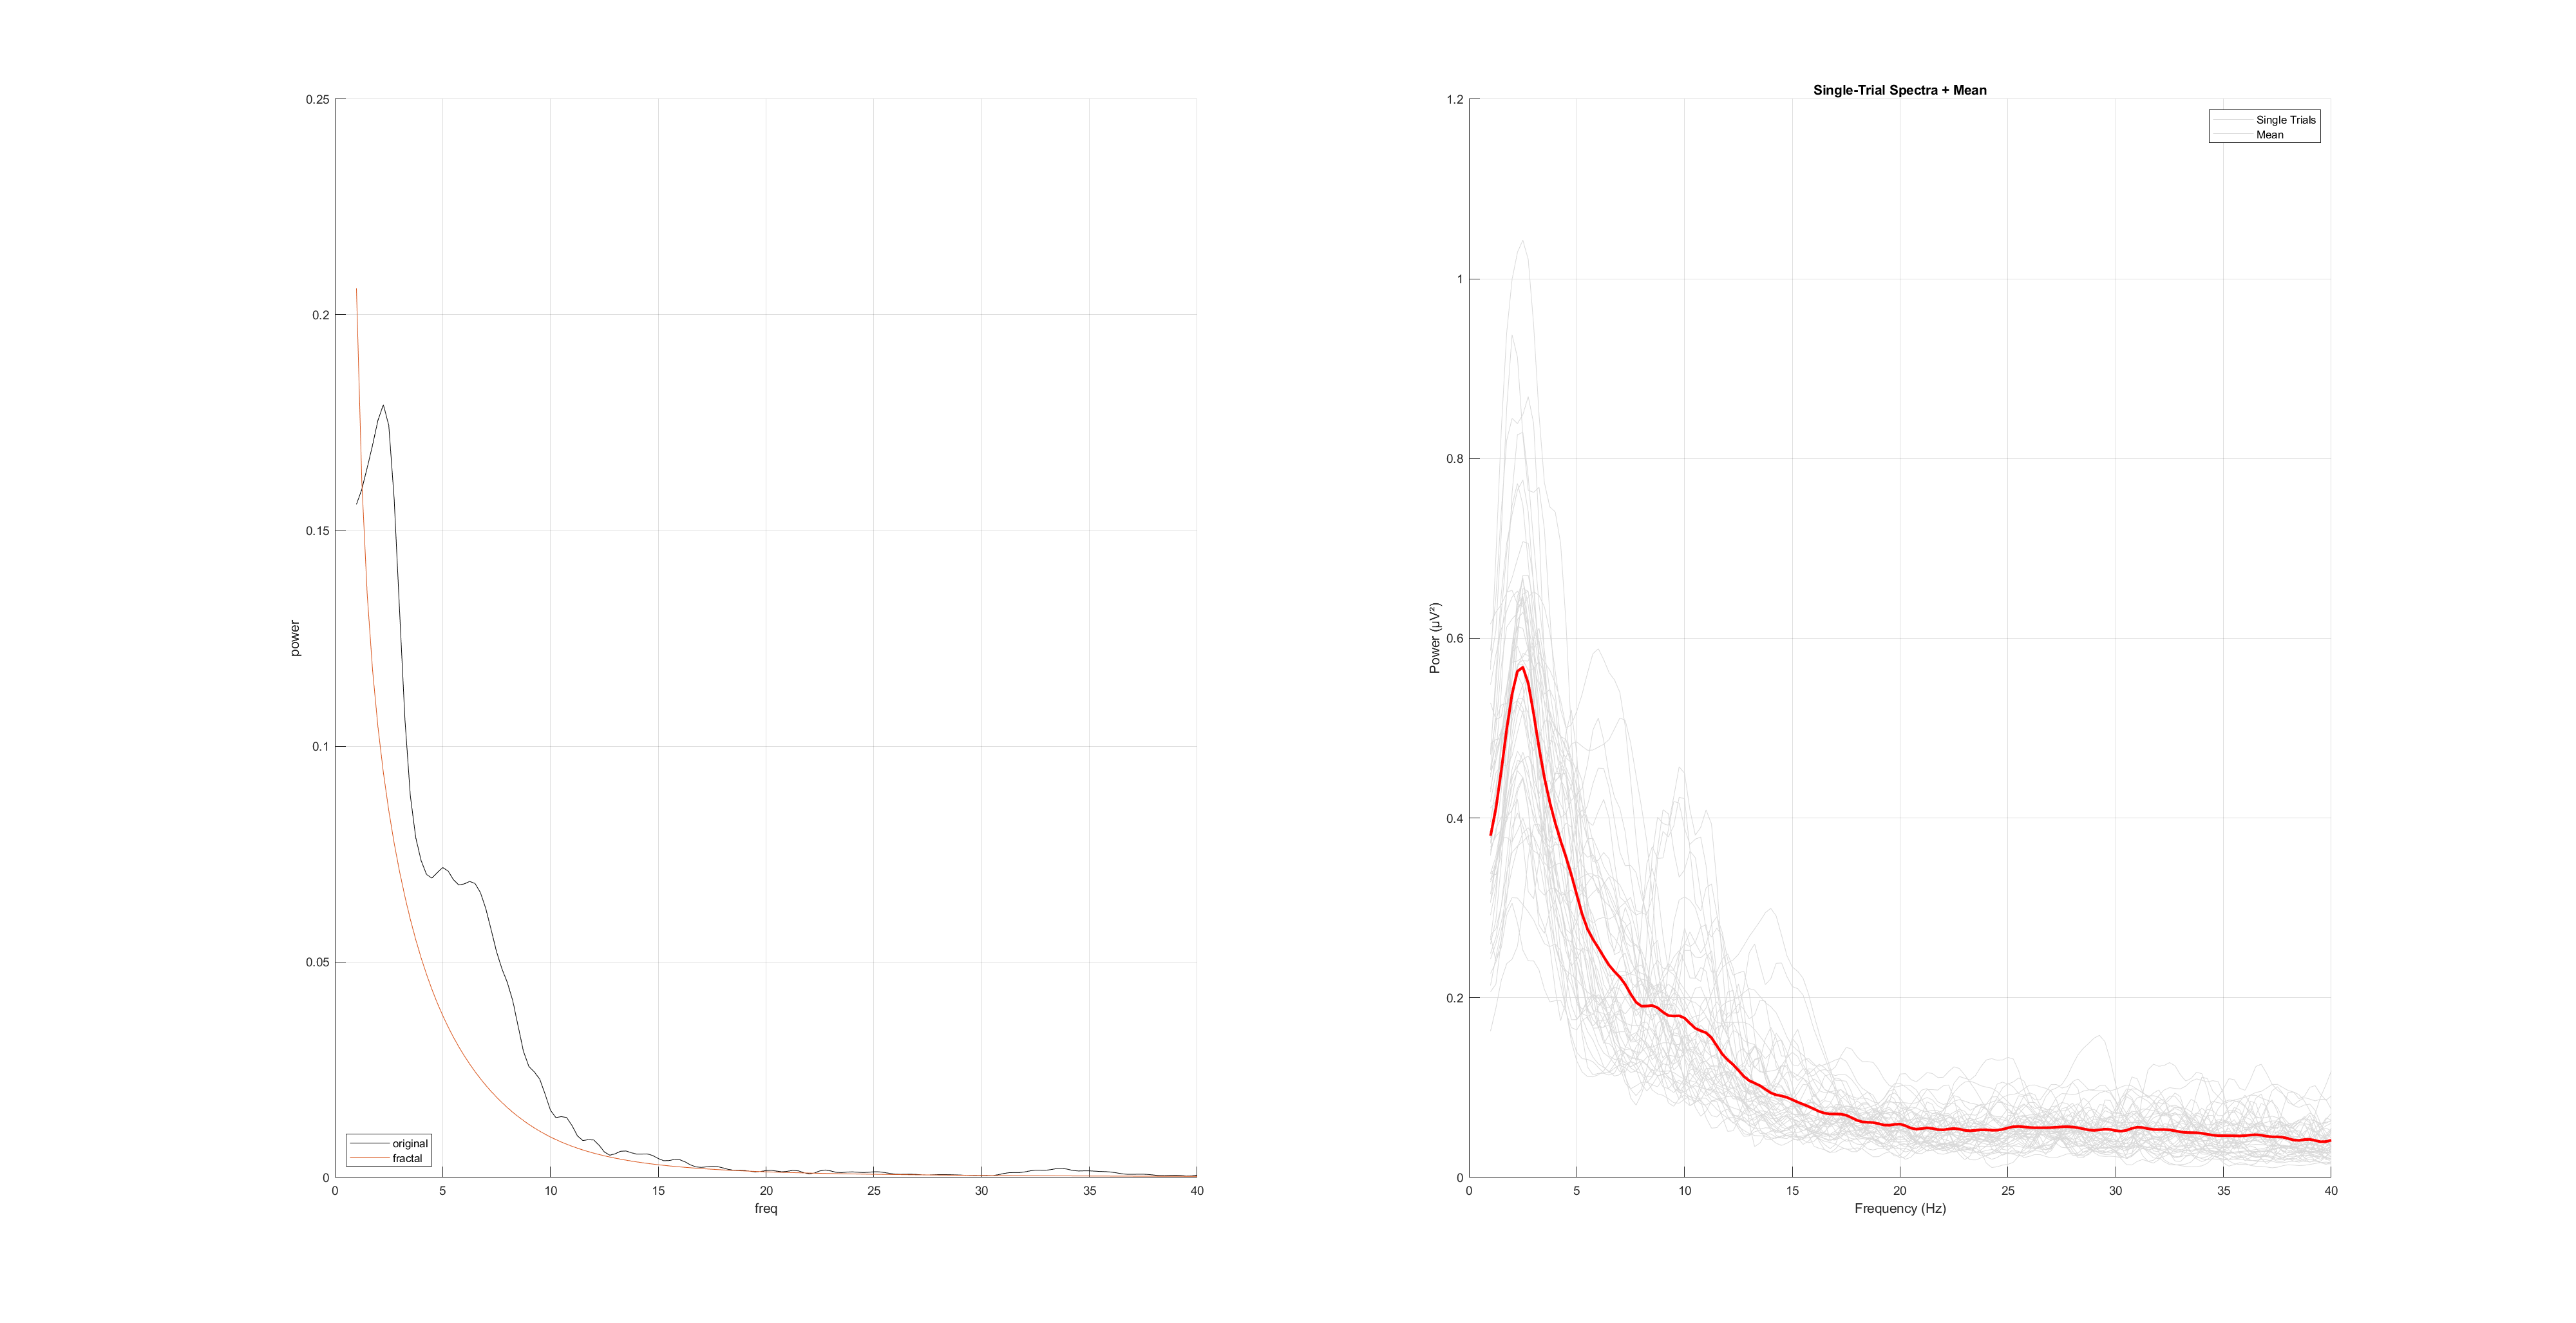 0.25
0.2
0.15
0.1
0.05
0
power
original
fractal
0 5 10 15 20 25 30 35 40
freq
Single-Trial Spectra + Mean
1.2
1
0.8
0.6
0.4
0.2
0
Power (µV²)
Single Trials
Mean
0 5 10 15 20 25 30 35 40
Frequency (Hz)